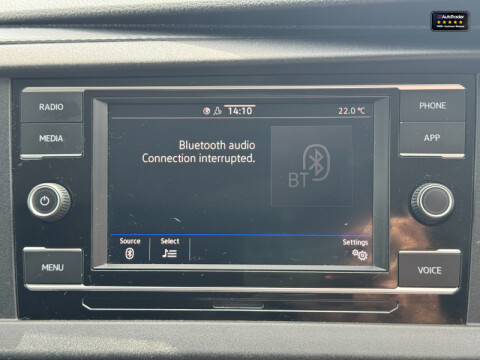 AutoTrader
RADIO
MEDIA
MENU
14:10
22.0 °C
Bluetooth audio
Connection interrupted.
BT
Source
Select
Settings
PHONE
APP
VOICE